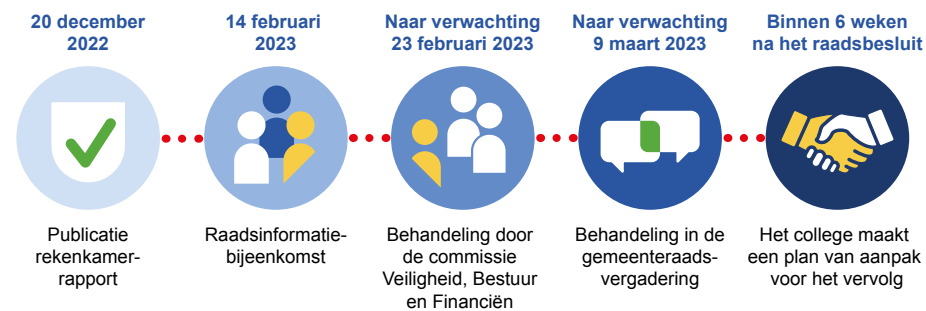 20 december
2022
Publicatie
rekenkamer-
rapport
14 februari
2023
Raadsinformatie-
bijeenkomst
Naar verwachting
23 februari 2023
Behandeling door
de commissie
Veiligheid, Bestuur
en Financiën
Naar verwachting
9 maart 2023
Behandeling in de
gemeenteraads-
vergadering
Binnen 6 weken
na het raadsbesluit
Het college maakt
een plan van aanpak
voor het vervolg